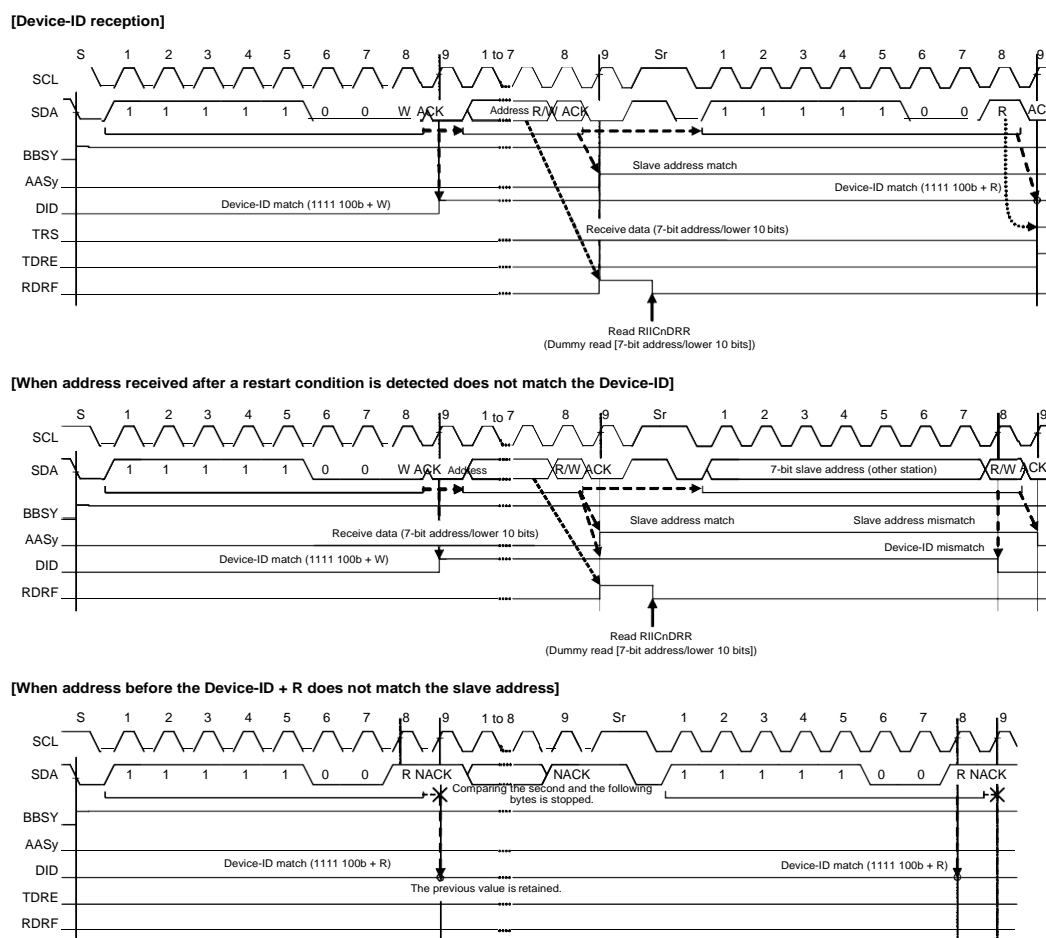 [Device-ID reception]
S 1 2 3 4 5 6 7 8 9 1 to 7 8 9 Sr 1 2 3 4 5 6 7 8 9
SCL
SDA 1 1 1 1 1 0 0 W ACK Address R/W ACK 1 1 1 1 1 0 0 R AC
BBSY
Slave address match
AASy
Device-ID match (1111 100b + R)
Device-ID match (1111 100b + W)
DID
TRS
Receive data (7-bit address/lower 10 bits)
TDRE
RDRF
Read RIICnDRR
(Dummy read [7-bit address/lower 10 bits])
[When address received after a restart condition is detected does not match the Device-ID]
S 1 2 3 4 5 6 7 8 9 1 to 7 8 9 Sr 1 2 3 4 5 6 7 8 9
SCL
SDA 1 1 1 1 1 0 0 W ACK Address R/W ACK 7-bit slave address (other station) R/W ACK
BBSY
Slave address match Slave address mismatch
Receive data (7-bit address/lower 10 bits)
AASy
Device-ID mismatch
Device-ID match (1111 100b + W)
DID
RDRF
Read RIICnDRR
(Dummy read [7-bit address/lower 10 bits])
[When address before the Device-ID + R does not match the slave address]
S 1 2 3 4 5 6 7 8 9 1 to 8 9 Sr 1 2 3 4 5 6 7 8 9
SCL
SDA 1 1 1 1 1 0 0 R NACK NACK 1 1 1 1 1 0 0 R NACK
Comparing the second and the following
bytes is stopped.
BBSY
AASy
Device-ID match (1111 100b + R) Device-ID match (1111 100b + R)
DID
The previous value is retained.
TDRE
RDRF